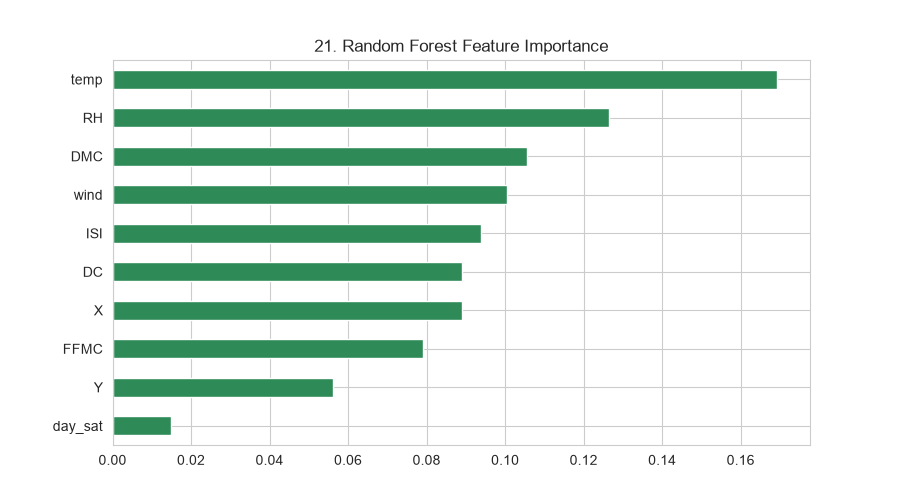 21. Random Forest Feature Importance
temp
RH
DMC
wind
ISI
DC
X
FFMC
Y
day_sat
0.00 0.02 0.04 0.06 0.08 0.10 0.12 0.14 0.16